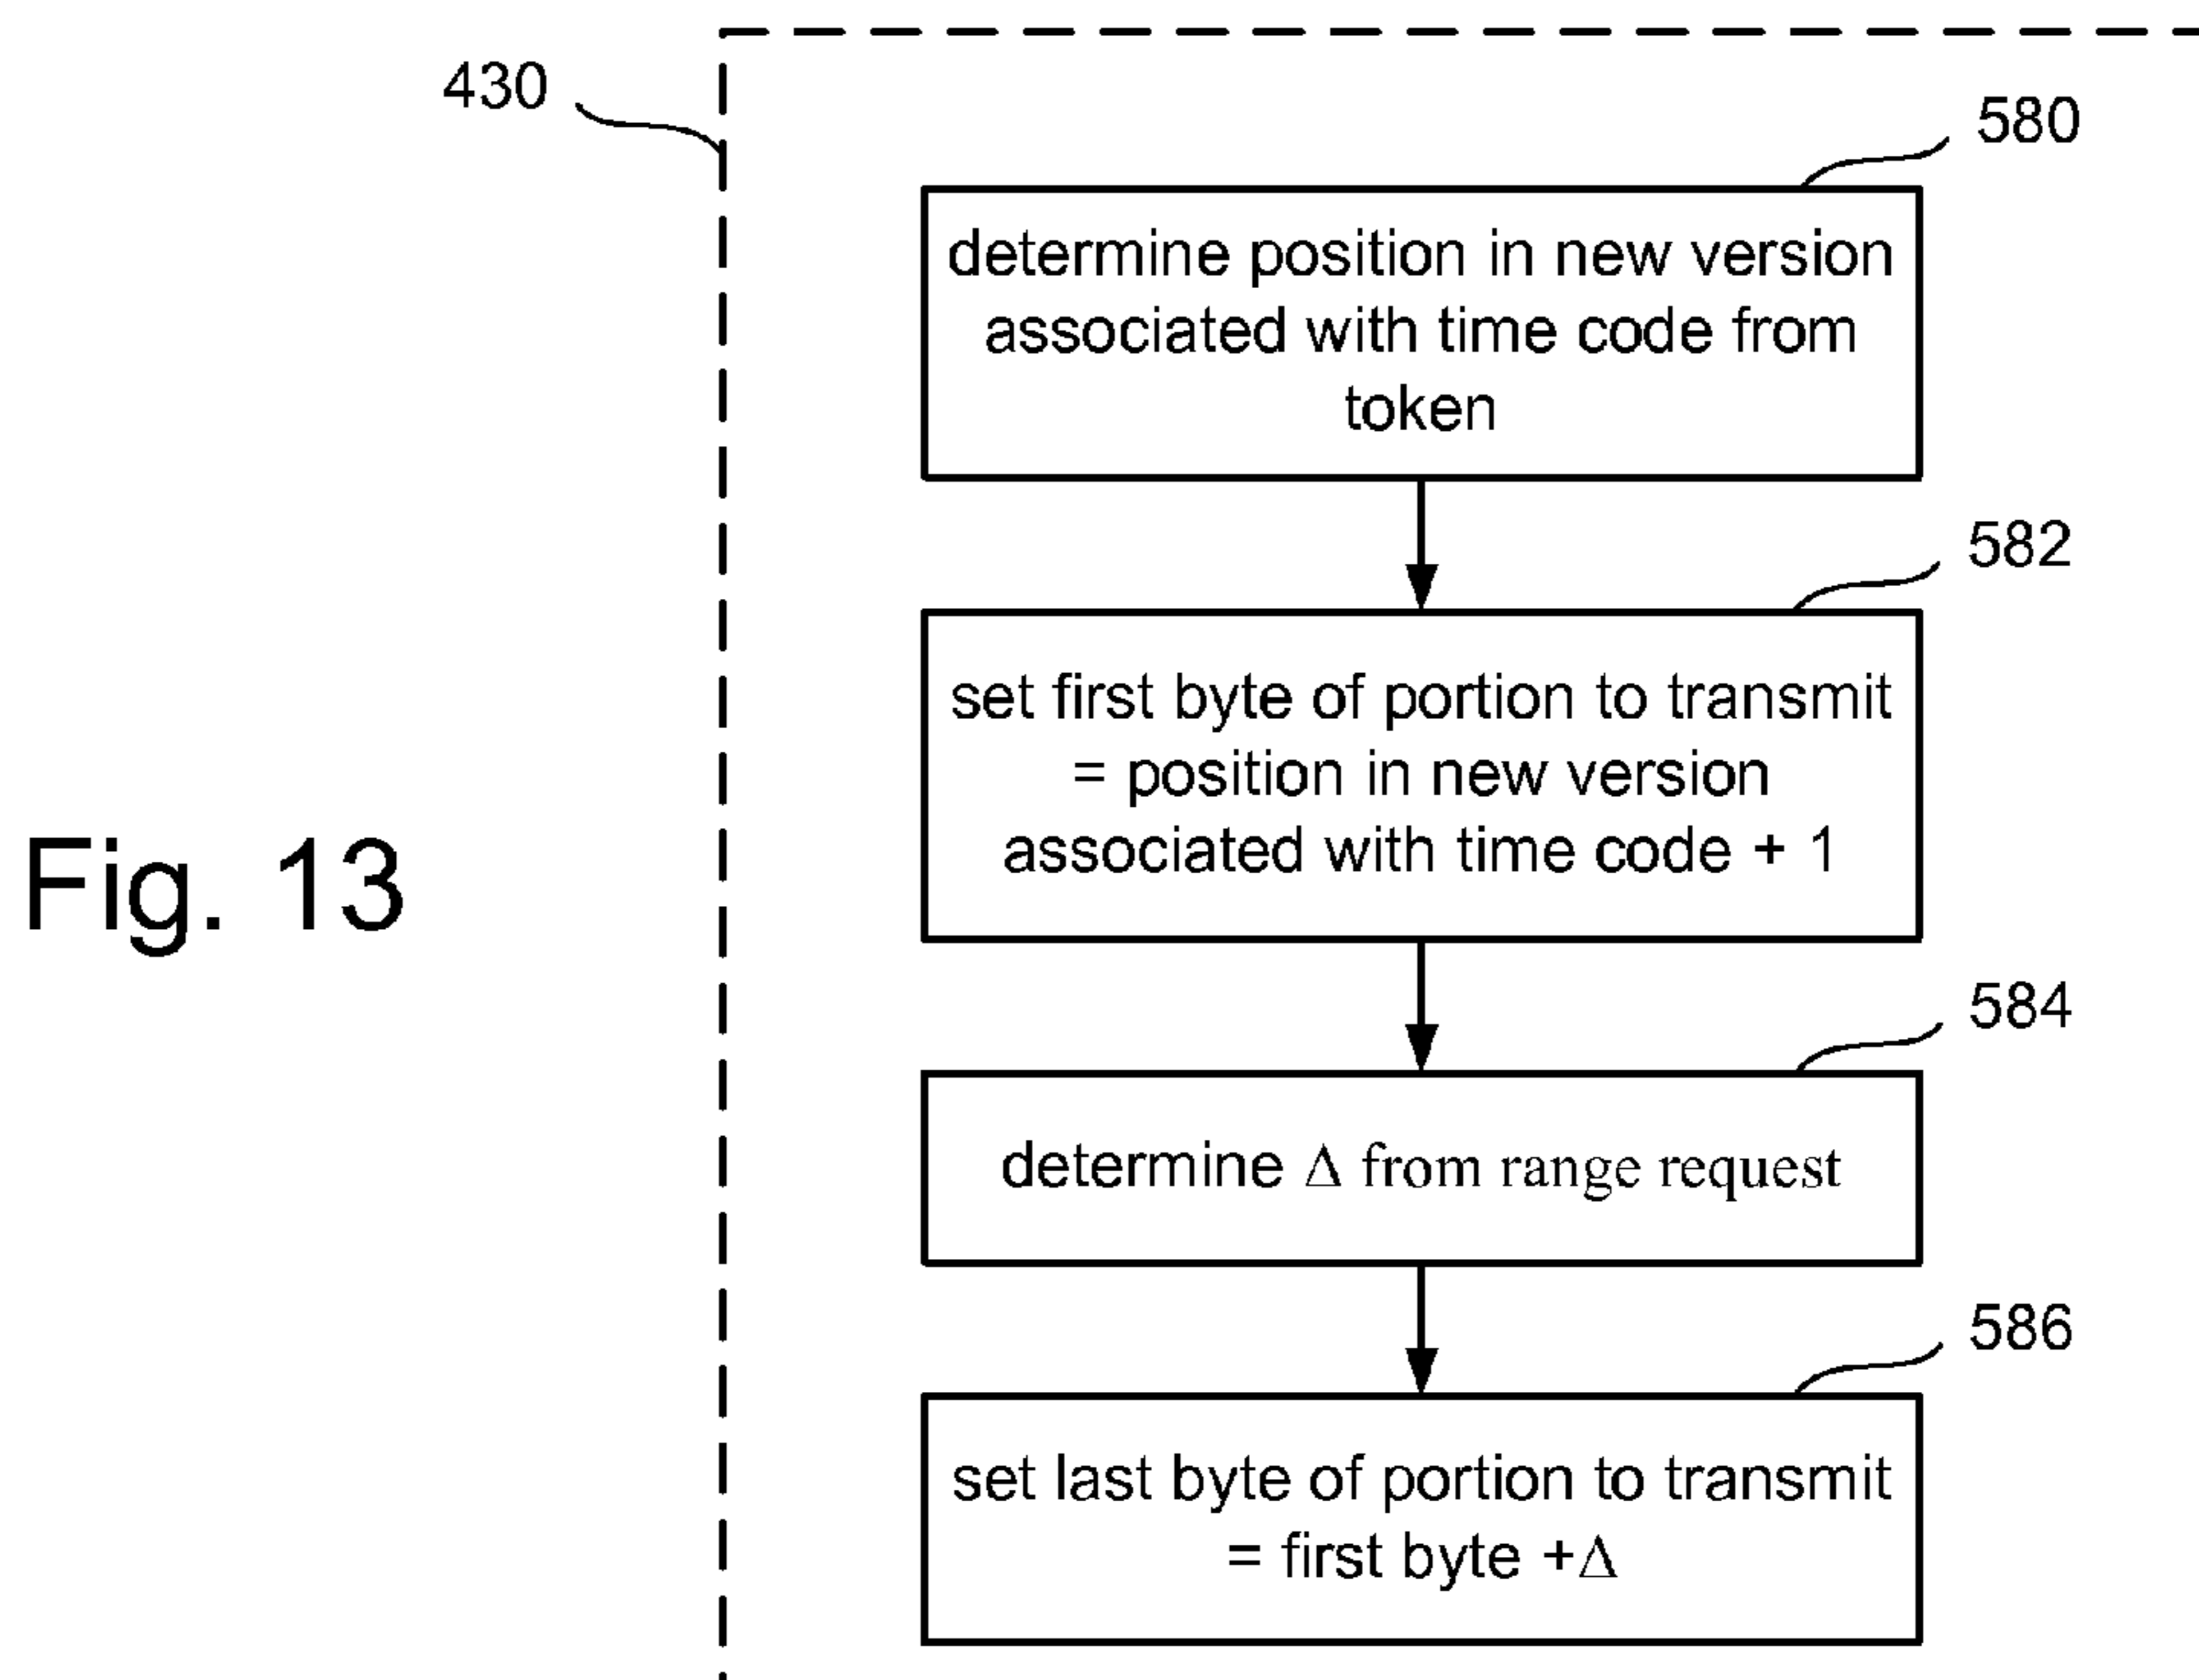 430
580
determine position in new version
associated with time code from
token
582
set first byte of portion to transmit
= position in new version
associated with time code + 1
Fig. 13
584
determine Δ from range request
586
set last byte of portion to transmit
= first byte +Δ